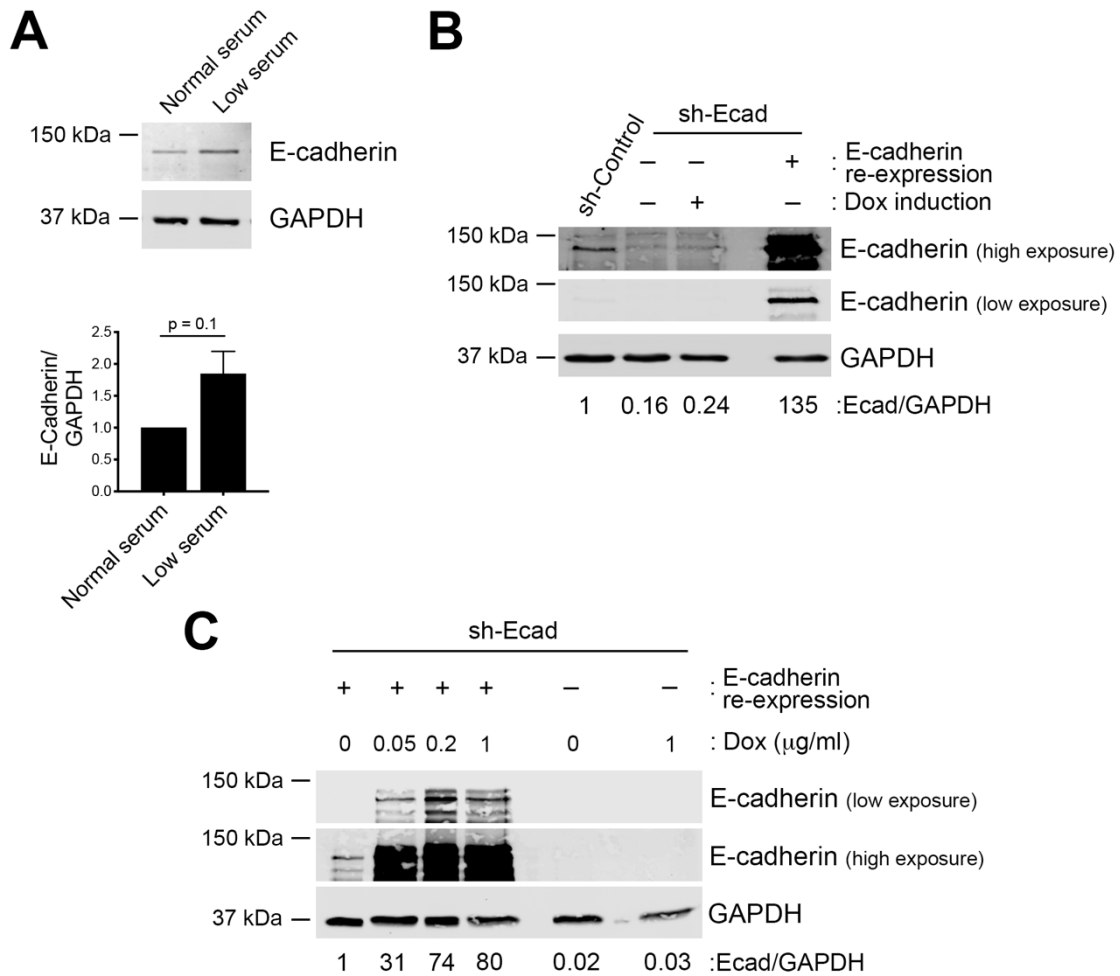 A
Normal serum
Low serum
150 kDa
E-cadherin
37 kDa
GAPDH
p = 0.1
2.5
2.0
1.5
1.0
0.5
0.0
E-Cadherin/
GAPDH
Normal serum
Low serum
B
sh-Control
sh-Ecad
– – + : E-cadherin
re-expression
– + – : Dox induction
150 kDa
E-cadherin (high exposure)
150 kDa
E-cadherin (low exposure)
37 kDa
GAPDH
1 0.16 0.24 135 :Ecad/GAPDH
C
sh-Ecad
+ + + + – – : E-cadherin
re-expression
0 0.05 0.2 1 0 1 : Dox (μg/ml)
150 kDa
E-cadherin (low exposure)
150 kDa
E-cadherin (high exposure)
37 kDa
GAPDH
1 31 74 80 0.02 0.03 :Ecad/GAPDH